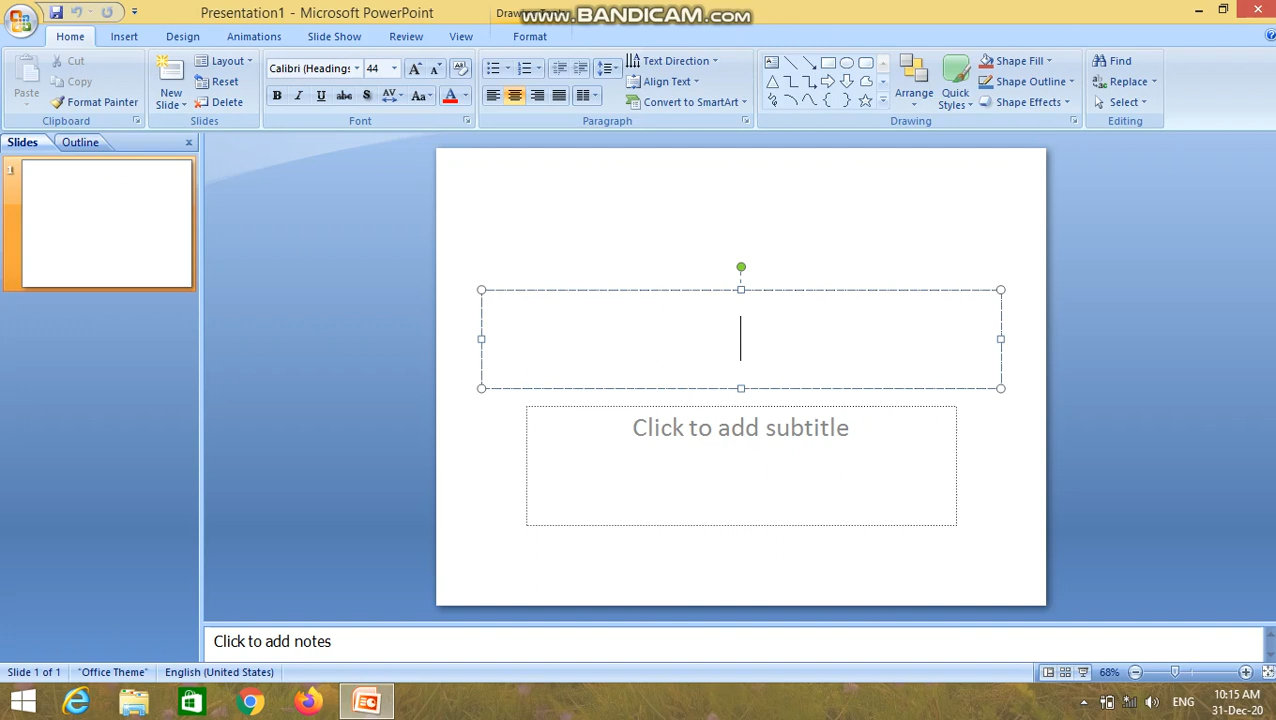 Presentation1 - Microsoft PowerPoint
www.BANDICAM.com
Home Insert Design Animations Slide Show Review View Format
Paste
Cut
Copy
Format Painter
Clipboard
New Slide
Layout
Reset
Delete
Slides
Calibri (Headings 44
B I U abc S AV Aa A
Font
Text Direction
Align Text
Convert to SmartArt
Paragraph
Arrange
Quick Styles
Shape Fill
Shape Outline
Shape Effects
Drawing
Find
Replace
Select
Editing
Slides Outline
1
Click to add subtitle
Click to add notes
Slide 1 of 1 "Office Theme" English (United States) 68%
ENG
10:15 AM
31-Dec-20